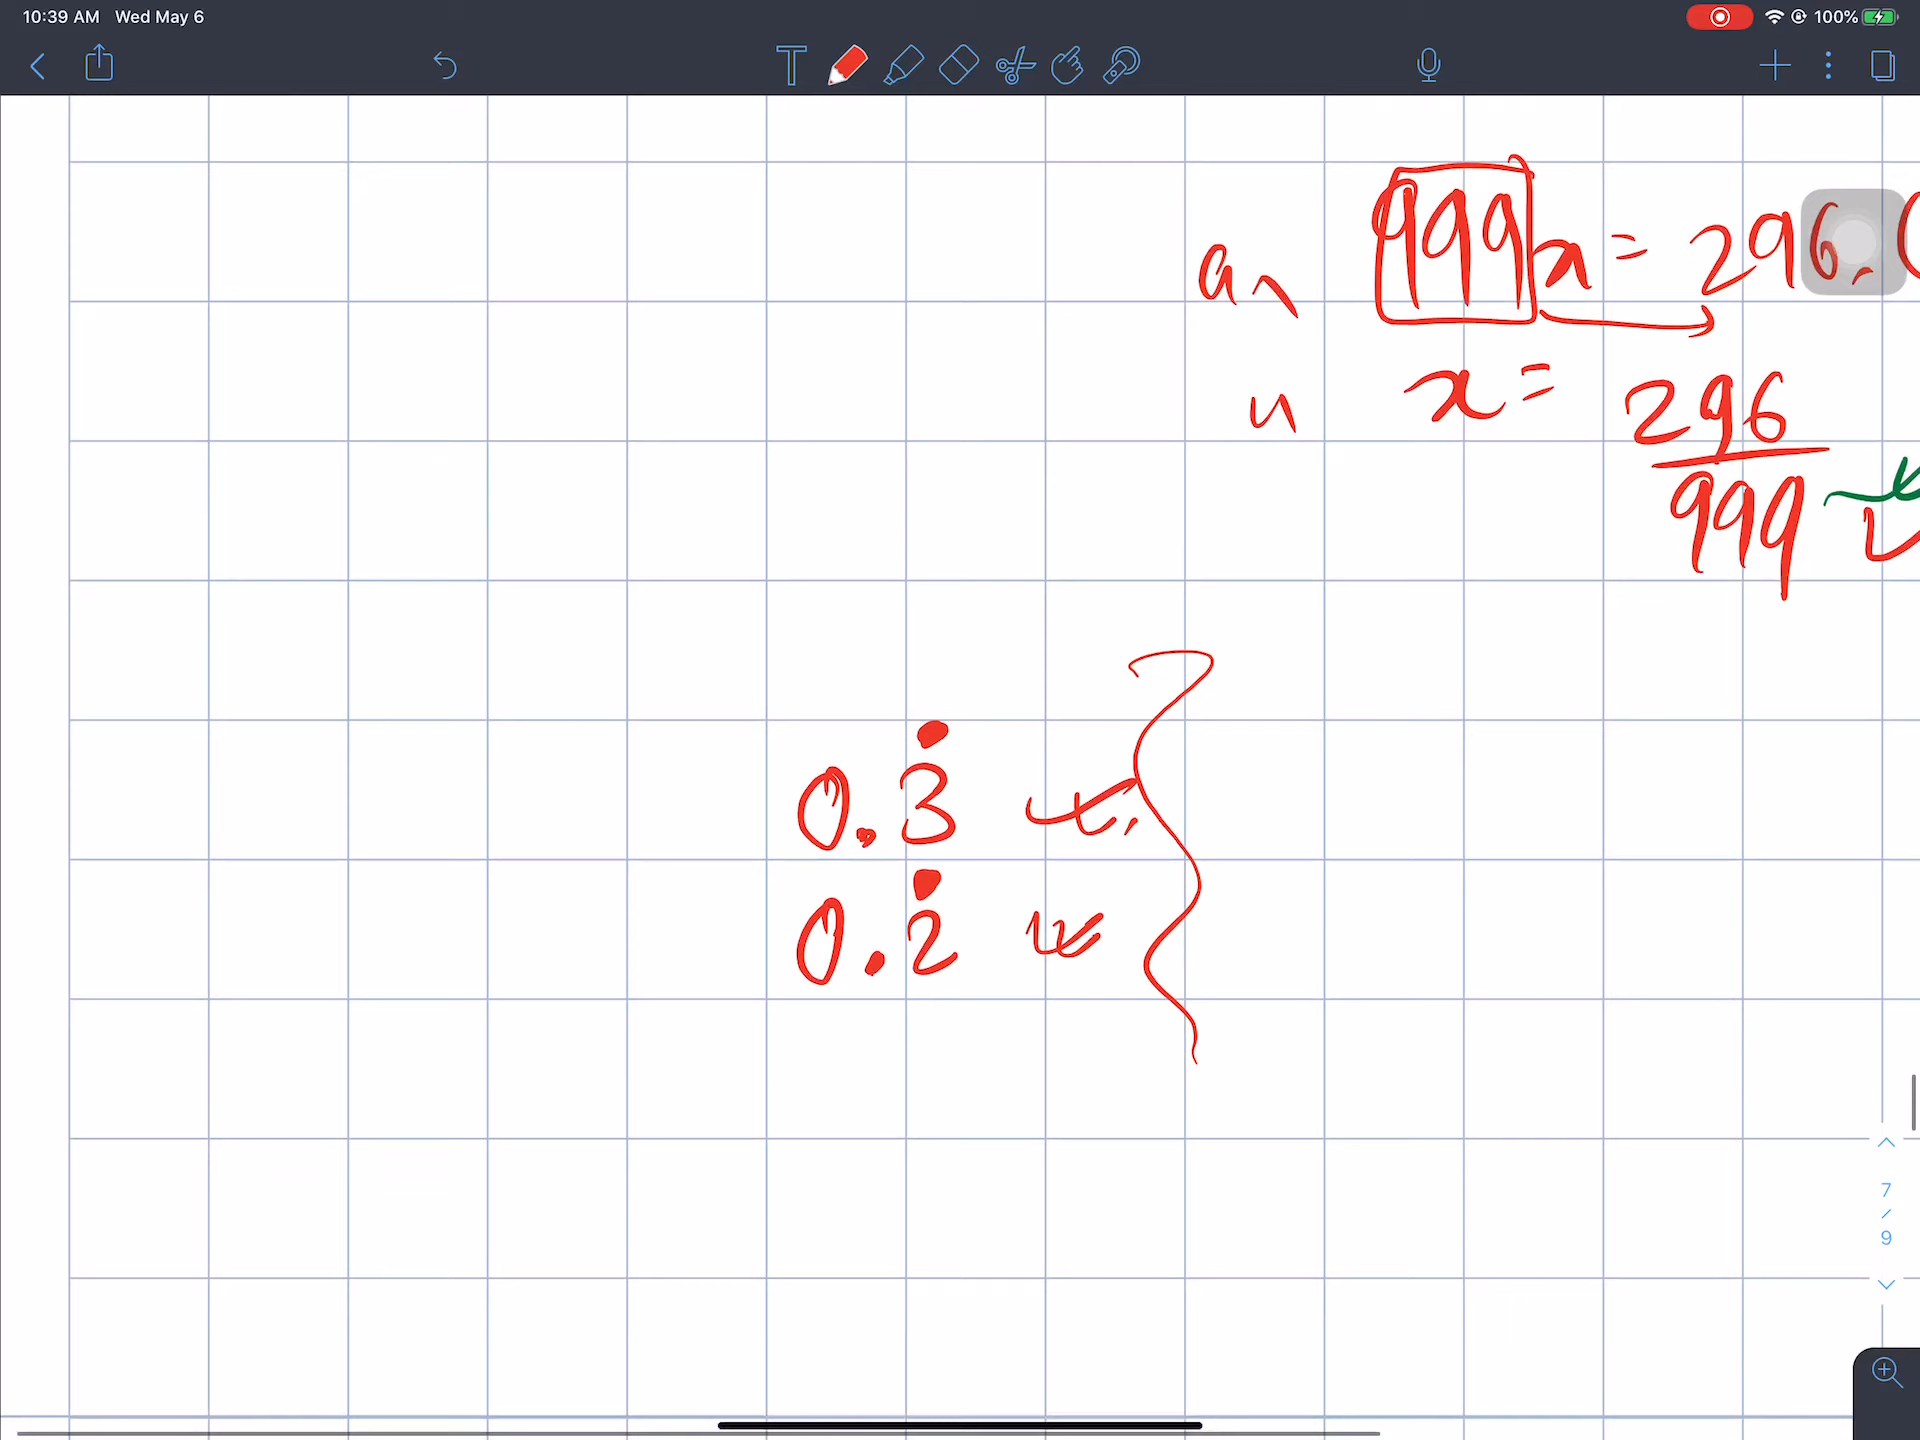 10:39 AM Wed May 6
100%
999x = 296.
x = 296
999
0.3̇
0.2̇
7
/
9